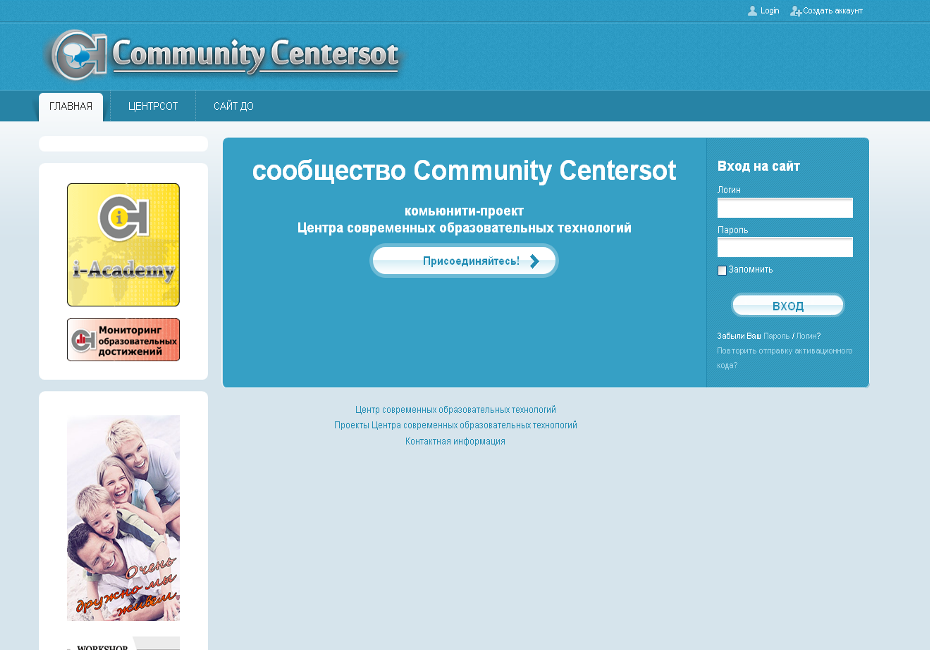 Login Создать аккаунт
Community Centersot
ГЛАВНАЯ ЦЕНТРСОТ САЙТ ДО
i
i-Academy
Мониторинг
образовательных
достижений
Очень
дружно мы
живём
WORKSHOP
сообщество Community Centersot
комьюнити-проект
Центра современных образовательных технологий
Присоединяйтесь!
Вход на сайт
Логин
Пароль
Запомнить
ВХОД
Забыли Ваш Пароль / Логин?
Повторить отправку активационного
кода?
Центр современных образовательных технологий
Проекты Центра современных образовательных технологий
Контактная информация